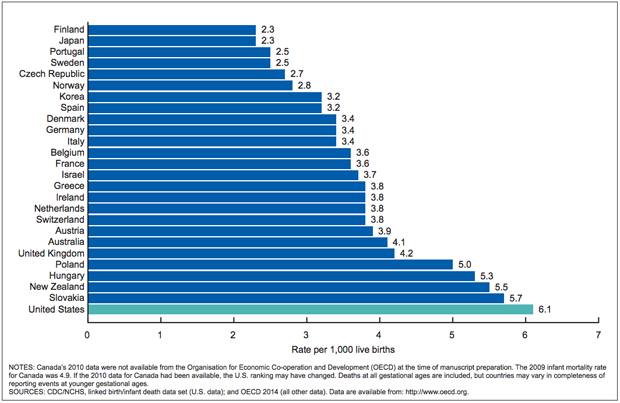 Finland 2.3
Japan 2.3
Portugal 2.5
Sweden 2.5
Czech Republic 2.7
Norway 2.8
Korea 3.2
Spain 3.2
Denmark 3.4
Germany 3.4
Italy 3.4
Belgium 3.6
France 3.6
Israel 3.7
Greece 3.8
Ireland 3.8
Netherlands 3.8
Switzerland 3.8
Austria 3.9
Australia 4.1
United Kingdom 4.2
Poland 5.0
Hungary 5.3
New Zealand 5.5
Slovakia 5.7
United States 6.1
0 1 2 3 4 5 6 7
Rate per 1,000 live births
NOTES: Canada's 2010 data were not available from the Organisation for Economic Co-operation and Development (OECD) at the time of manuscript preparation. The 2009 infant mortality rate
for Canada was 4.9. If the 2010 data for Canada had been available, the U.S. ranking may have changed. Deaths at all gestational ages are included, but countries may vary in completeness of
reporting events at younger gestational ages.
SOURCES: CDC/NCHS, linked birth/infant death data set (U.S. data); and OECD 2014 (all other data). Data are available from: http://www.oecd.org.